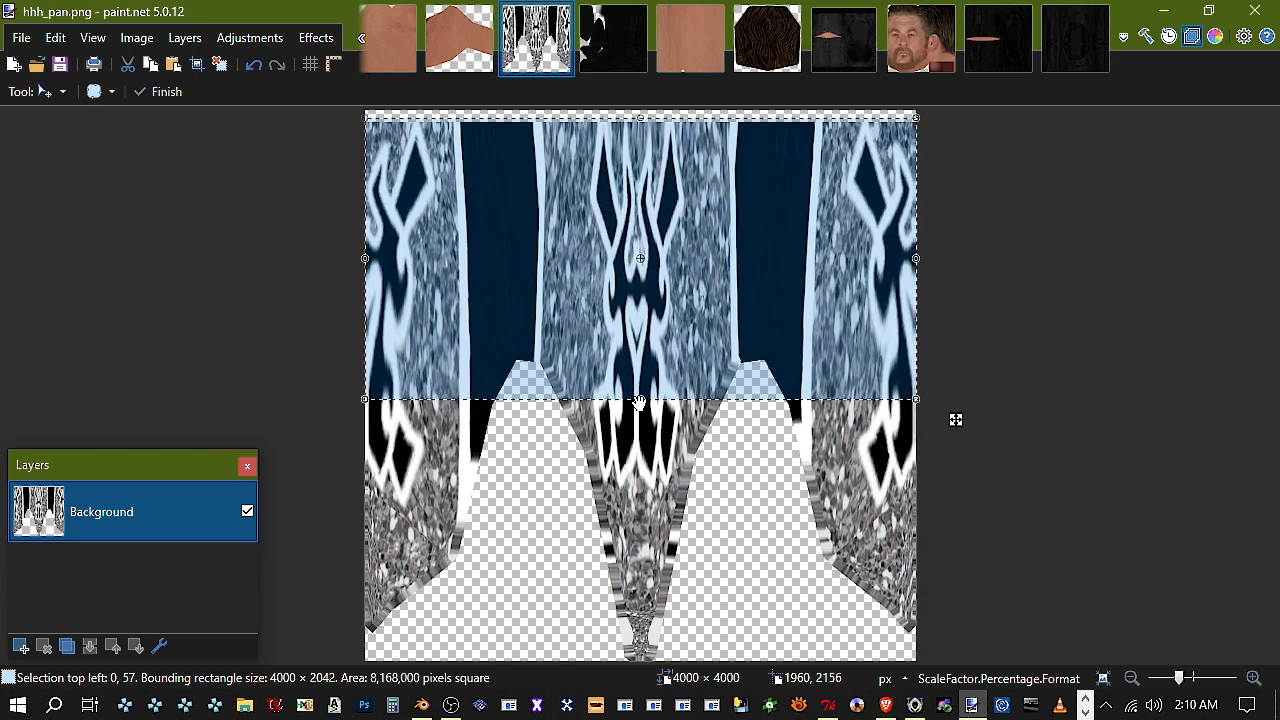 hhh_pan.png - paint.net 5.0.12
File Edit View Image Layers Adjustments Effects
Tool:
Finish
Layers
Background
Selection top left: 0, 57. Bounding rectangle size: 4000 × 2042. Area: 8,168,000 pixels square
4000 × 4000
1960, 2156
px
ScaleFactor.Percentage.Format
2:10 AM